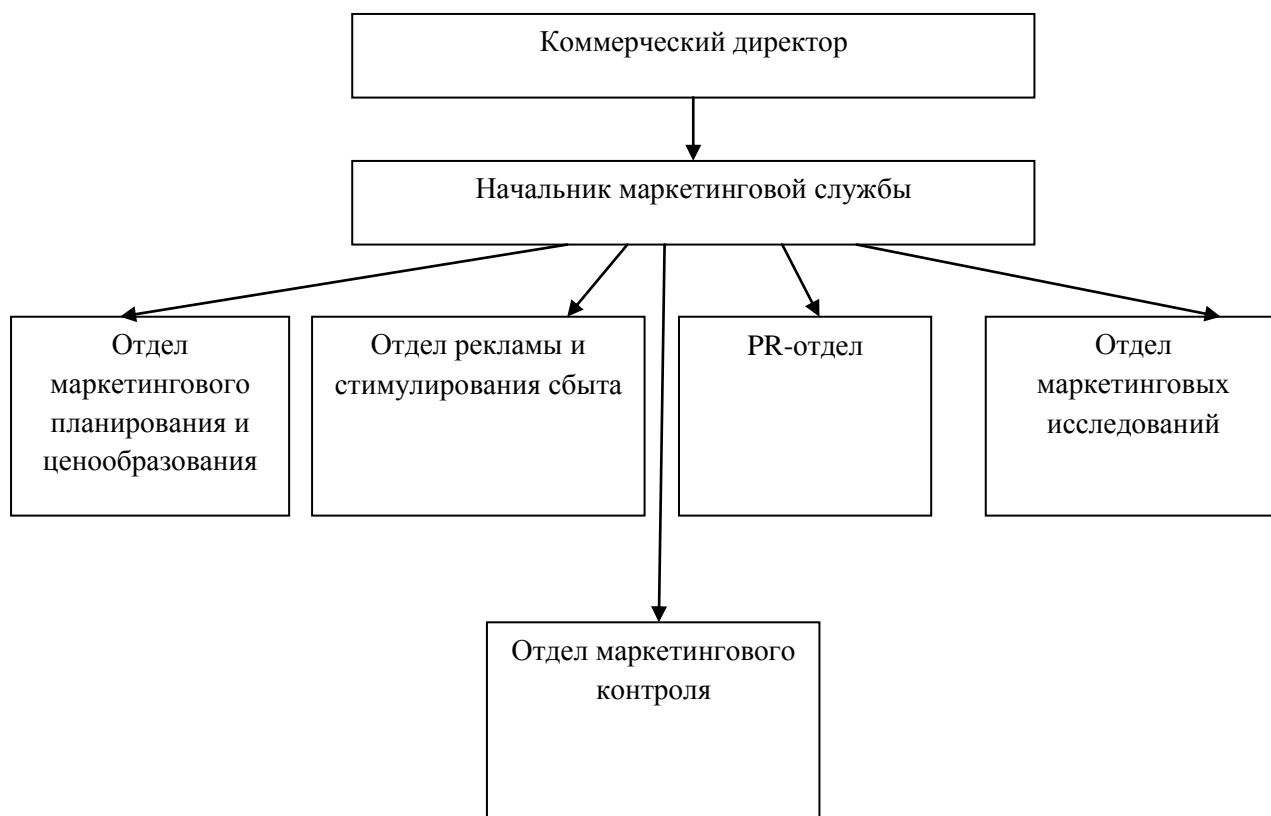 Коммерческий директор
Начальник маркетинговой службы
Отдел
маркетингового
планирования и
ценообразования
Отдел рекламы и
стимулирования сбыта
PR-отдел
Отдел
маркетинговых
исследований
Отдел маркетингового
контроля